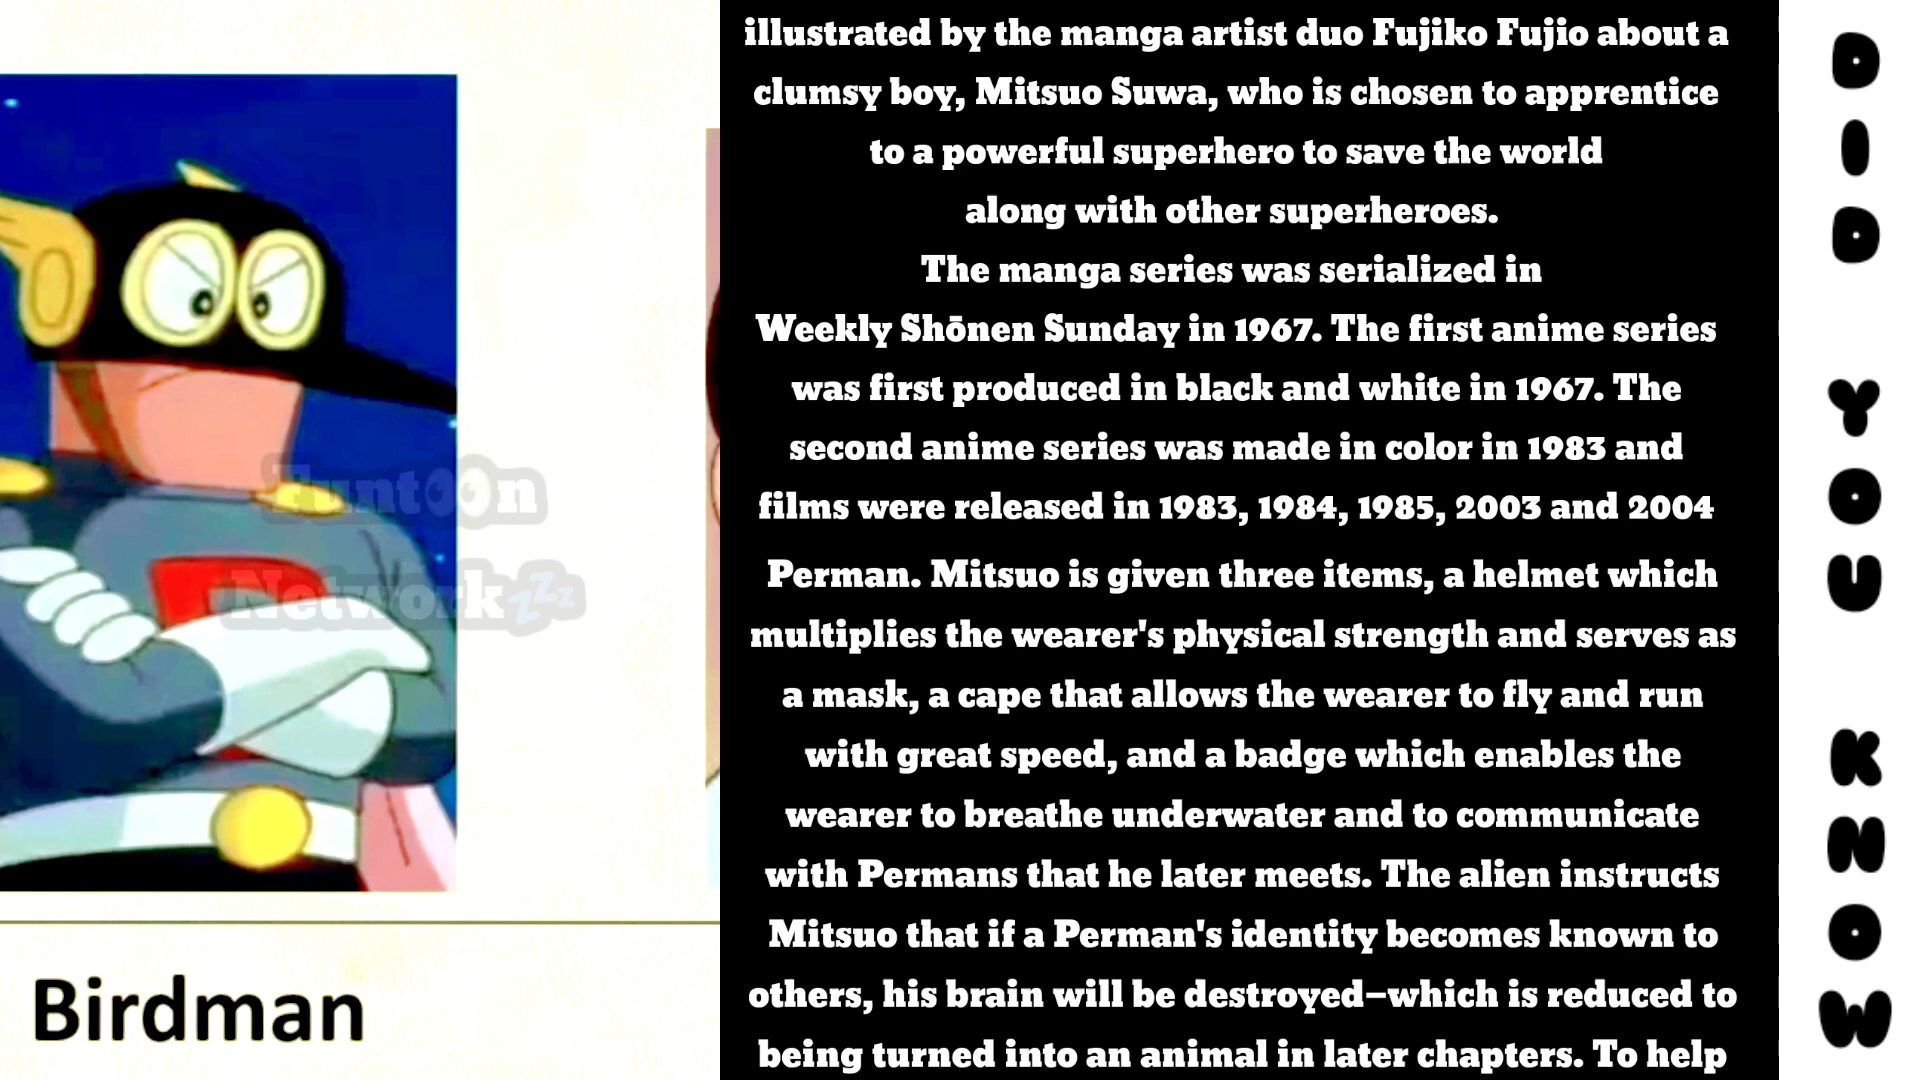 illustrated by the manga artist duo Fujiko Fujio about a
clumsy boy, Mitsuo Suwa, who is chosen to apprentice
to a powerful superhero to save the world
along with other superheroes.
The manga series was serialized in
Weekly Shōnen Sunday in 1967. The first anime series
was first produced in black and white in 1967. The
second anime series was made in color in 1983 and
films were released in 1983, 1984, 1985, 2003 and 2004
Perman. Mitsuo is given three items, a helmet which
multiplies the wearer's physical strength and serves as
a mask, a cape that allows the wearer to fly and run
with great speed, and a badge which enables the
wearer to breathe underwater and to communicate
with Permans that he later meets. The alien instructs
Mitsuo that if a Perman's identity becomes known to
others, his brain will be destroyed—which is reduced to
being turned into an animal in later chapters. To help
Funtoon
Networkzzz
Birdman
DID YOU KNOW